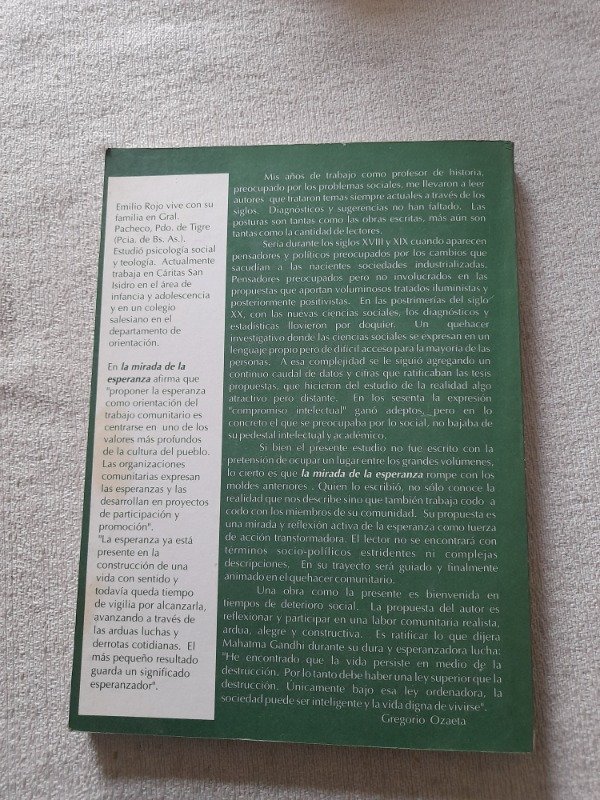 Emilio Rojo vive con su
familia en Gral.
Pacheco, Pdo. de Tigre
(Pcia. de Bs. As.).
Estudió psicología social
y teología. Actualmente
trabaja en Cáritas San
Isidro en el área de
infancia y adolescencia
y en un colegio
salesiano en el
departamento de
orientación.
En la mirada de la
esperanza afirma que
"proponer la esperanza
como orientación del
trabajo comunitario es
centrarse en uno de los
valores más profundos
de la cultura del pueblo.
Las organizaciones
comunitarias expresan
las esperanzas y las
desarrollan en proyectos
de participación y
promoción".
"La esperanza ya está
presente en la
construcción de una
vida con sentido y
todavía queda tiempo
de vigilia por alcanzarla,
avanzando a través de
las arduas luchas y
derrotas cotidianas. El
más pequeño resultado
guarda un significado
esperanzador".
Mis años de trabajo como profesor de historia,
preocupado por los problemas sociales, me llevaron a leer
autores que trataron temas siempre actuales a través de los
siglos. Diagnósticos y sugerencias no han faltado. Las
posturas son tantas como las obras escritas, más aún son
tantas como la cantidad de lectores.
Sería durante los siglos XVIII y XIX cuando aparecen
pensadores y políticos preocupados por los cambios que
sacudían a las nacientes sociedades industrializadas.
Pensadores preocupados pero no involucrados en las
propuestas que aportan voluminosos tratados iluministas y
posteriormente positivistas. En las postrimerías del siglo
XX, con las nuevas ciencias sociales, los diagnósticos y
estadísticas llovieron por doquier. Un quehacer
investigativo donde las ciencias sociales se expresan en un
lenguaje propio pero de difícil acceso para la mayoría de las
personas. A esa complejidad se le siguió agregando un
contínuo caudal de datos y cifras que ratificaban las tesis
propuestas, que hicieron del estudio de la realidad algo
atractivo pero distante. En los sesenta la expresión
"compromiso intelectual" ganó adeptos, pero en lo
concreto el que se preocupaba por lo social, no bajaba de
su pedestal intelectual y académico.
Si bien el presente estudio no fue escrito con la
pretensión de ocupar un lugar entre los grandes volúmenes,
lo cierto es que la mirada de la esperanza rompe con los
moldes anteriores . Quien lo escribió, no sólo conoce la
realidad que nos describe sino que también trabaja codo a
codo con los miembros de su comunidad. Su propuesta es
una mirada y reflexión activa de la esperanza como fuerza
de acción transformadora. El lector no se encontrará con
términos socio-políticos estridentes ni complejas
descripciones. En su trayecto será guiado y finalmente
animado en el quehacer comunitario.
Una obra como la presente es bienvenida en
tiempos de deterioro social. La propuesta del autor es
reflexionar y participar en una labor comunitaria realista,
ardua, alegre y constructiva. Es ratificar lo que dijera
Mahatma Gandhi durante su dura y esperanzadora lucha:
"He encontrado que la vida persiste en medio de la
destrucción. Por lo tanto debe haber una ley superior que la
destrucción. Únicamente bajo esa ley ordenadora, la
sociedad puede ser inteligente y la vida digna de vivirse".
Gregorio Ozaeta